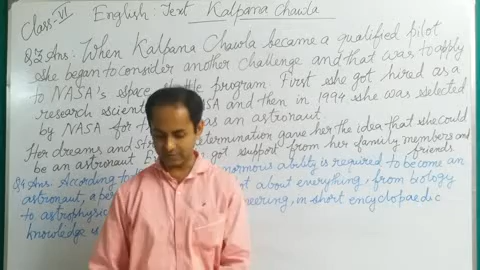 Class-VI English: Text Kalpana Chawla
Q.3 Ans: When Kalpana Chawla became a qualified pilot
she began to consider another challenge and that was to apply
to NASA's space shuttle program. First she got hired as a
research NASA and then in 1994 she was selected
by NASA for as an astronaut.
Her dreams and determination gave her the idea that she could
be an astronaut got support from her family members and
friends
Q.4 Ans: According to enormous ability is required to become an
astronaut, a about everything, from biology
to astrophysics engineering, in short encyclopaedic
knowledge is